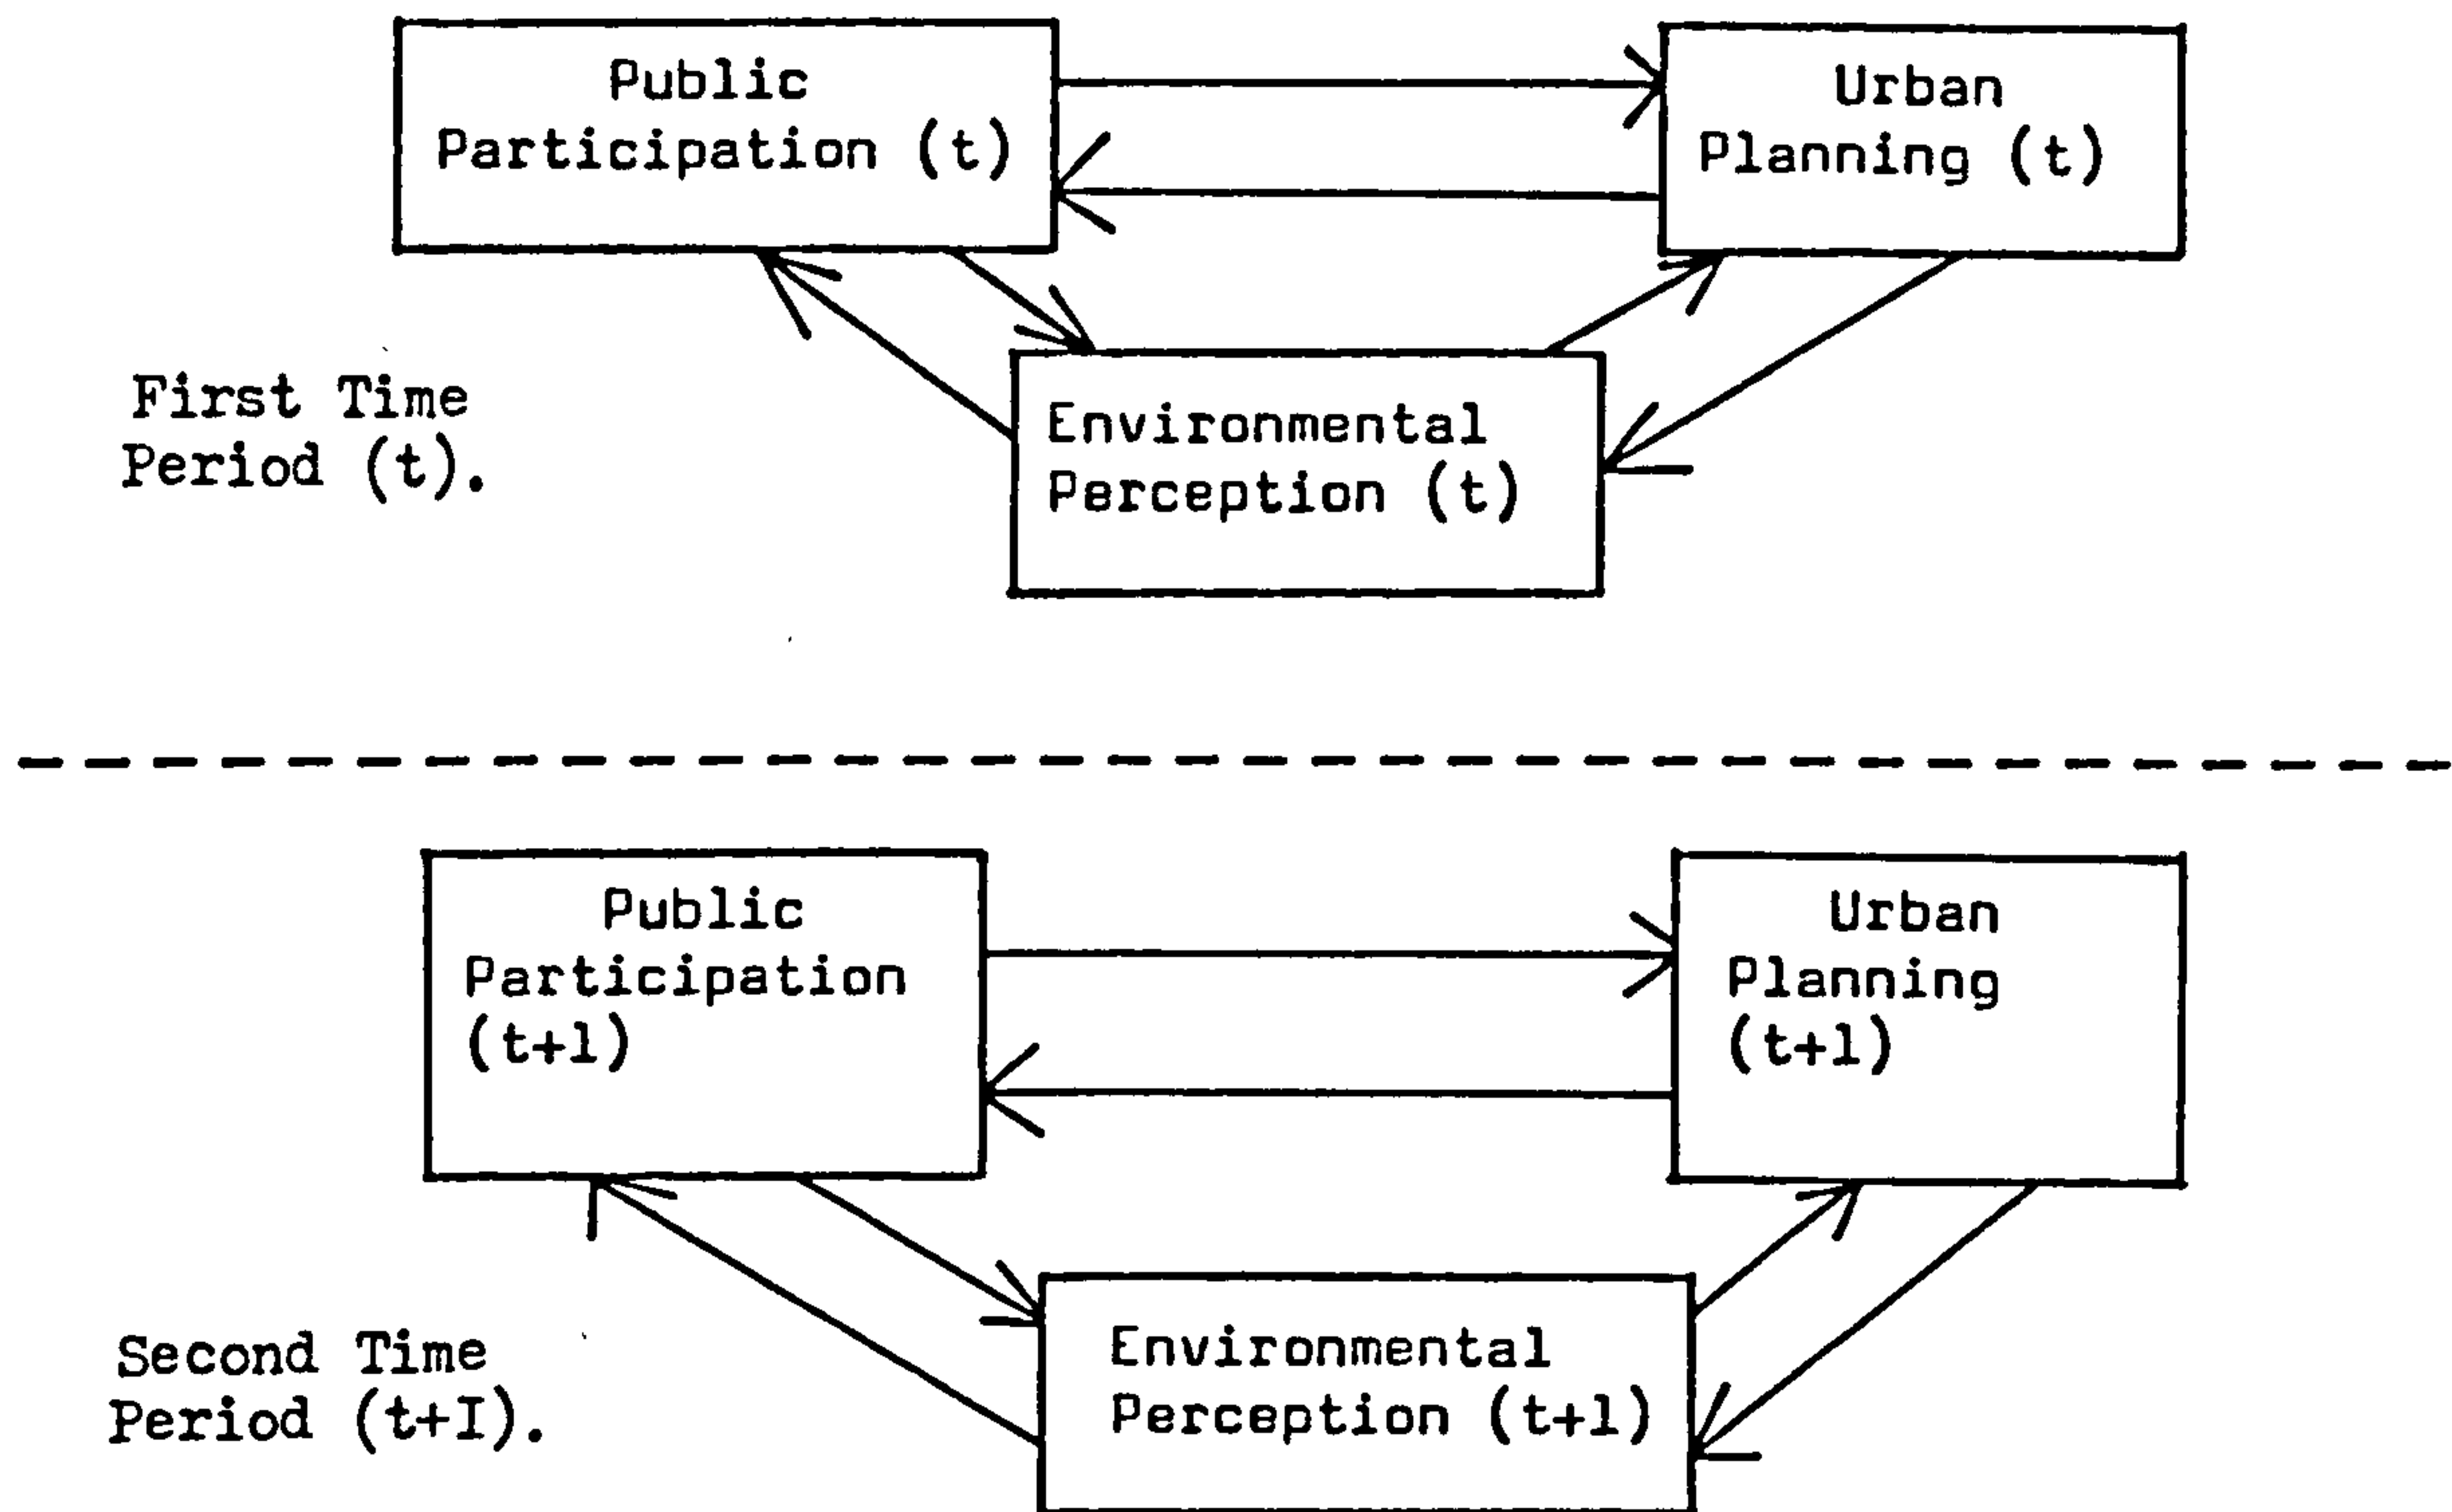 Public
Participation (t)
Urban
Planning (t)
First Time
Period (t).
Environmental
Perception (t)
Public
Participation
(t+1)
Urban
Planning
(t+1)
Second Time
Period (t+I).
Environmental
Perception (t+1)